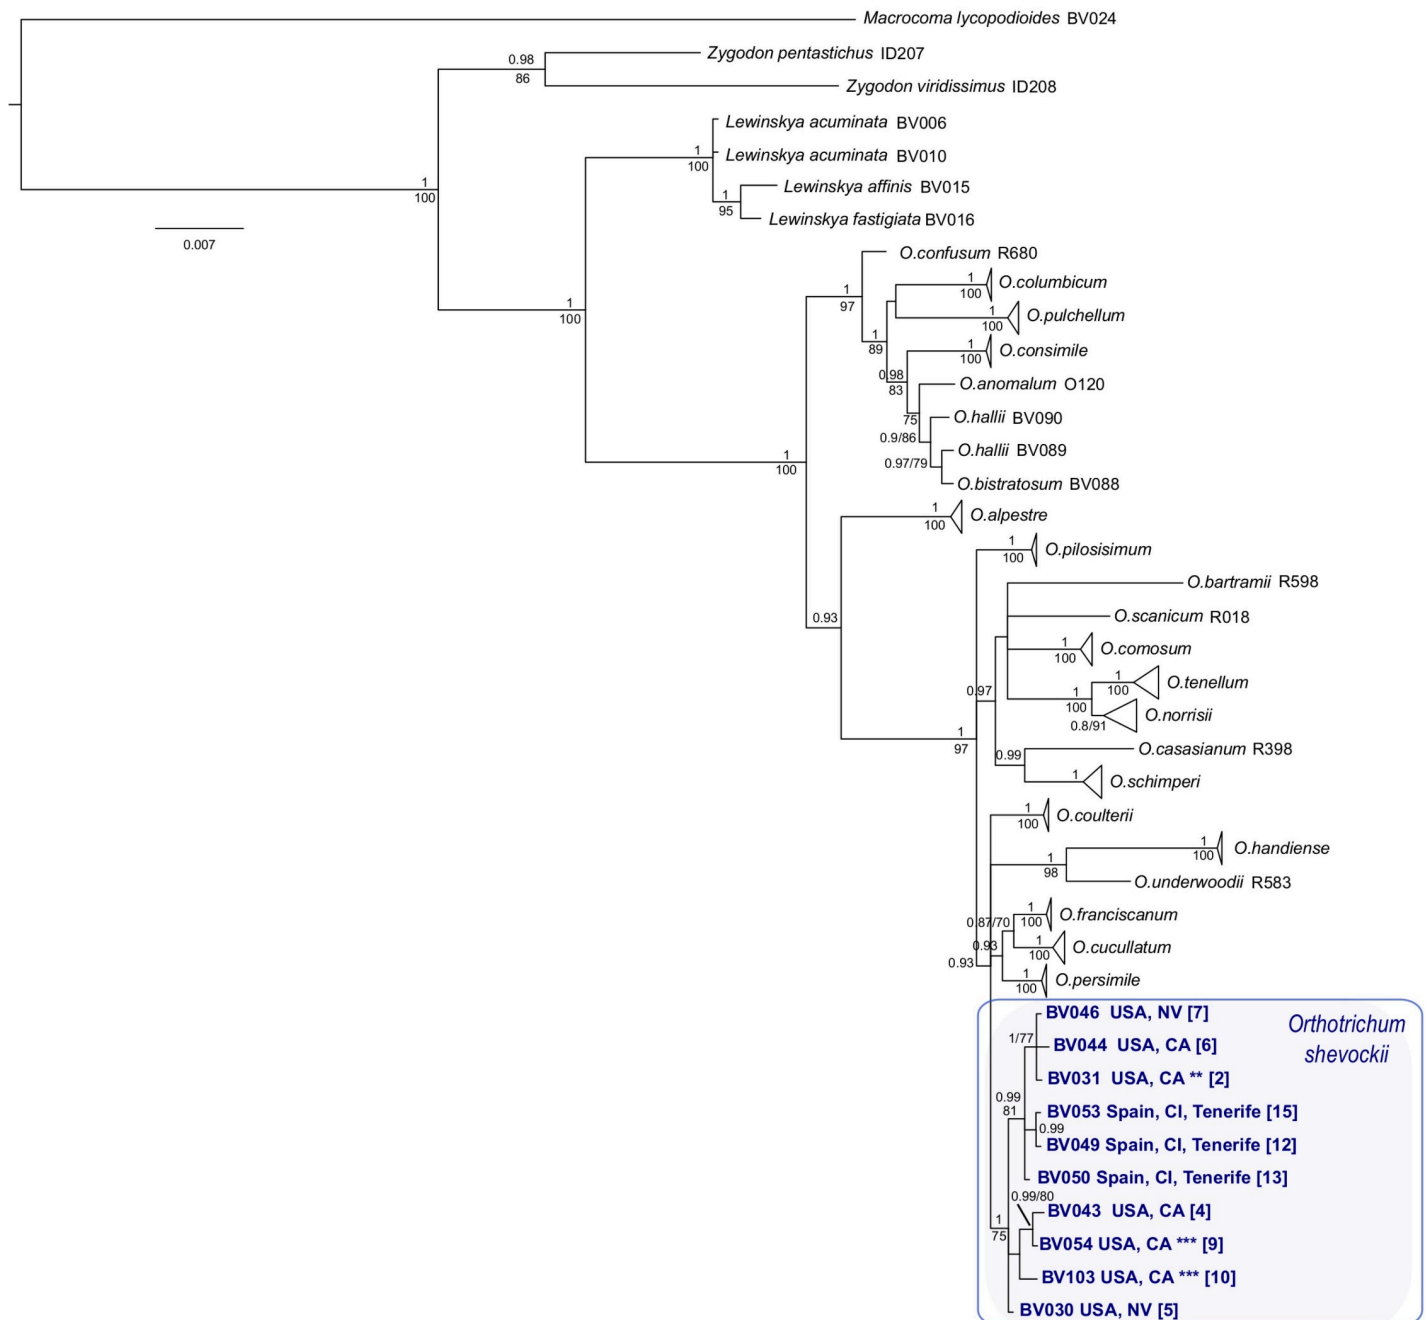 Macrocoma lycopodioides BV024
0.98
86
Zygodon pentastichus ID207
Zygodon viridissimus ID208
Lewinskya acuminata BV006
1
100
Lewinskya acuminata BV010
1
100
1
95
Lewinskya affinis BV015
Lewinskya fastigiata BV016
0.007
O.confusum R680
1
100
O.columbicum
1
97
1
100
O.pulchellum
1
100
1
89
1
100
O.consimile
0.98
83
O.anomalum O120
75
O.hallii BV090
0.9/86
O.hallii BV089
0.97/79
1
100
O.bistratosum BV088
1
100
O.alpestre
1
100
O.pilosisimum
O.bartramii R598
0.93
O.scanicum R018
1
100
O.comosum
1
100
O.tenellum
0.97
1
100
O.norrisii
0.8/91
1
97
O.casasianum R398
0.99
1
O.schimperi
1
100
O.coulterii
1
100
O.handiense
1
98
O.underwoodii R583
0.87/70
1
100
O.franciscanum
0.93
1
100
O.cucullatum
0.93
1
100
O.persimile
BV046 USA, NV [7]
Orthotrichum
shevockii
1/77
BV044 USA, CA [6]
BV031 USA, CA ** [2]
0.99
81
BV053 Spain, CI, Tenerife [15]
0.99
BV049 Spain, CI, Tenerife [12]
BV050 Spain, CI, Tenerife [13]
0.99/80
BV043 USA, CA [4]
1
75
BV054 USA, CA *** [9]
BV103 USA, CA *** [10]
BV030 USA, NV [5]